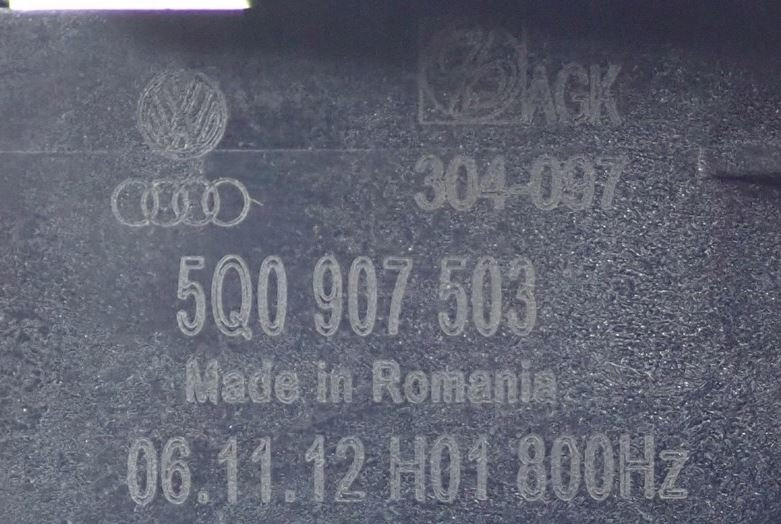 AGK
304-097
5Q0 907 503
Made in Romania
06.11.12 H01 800Hz